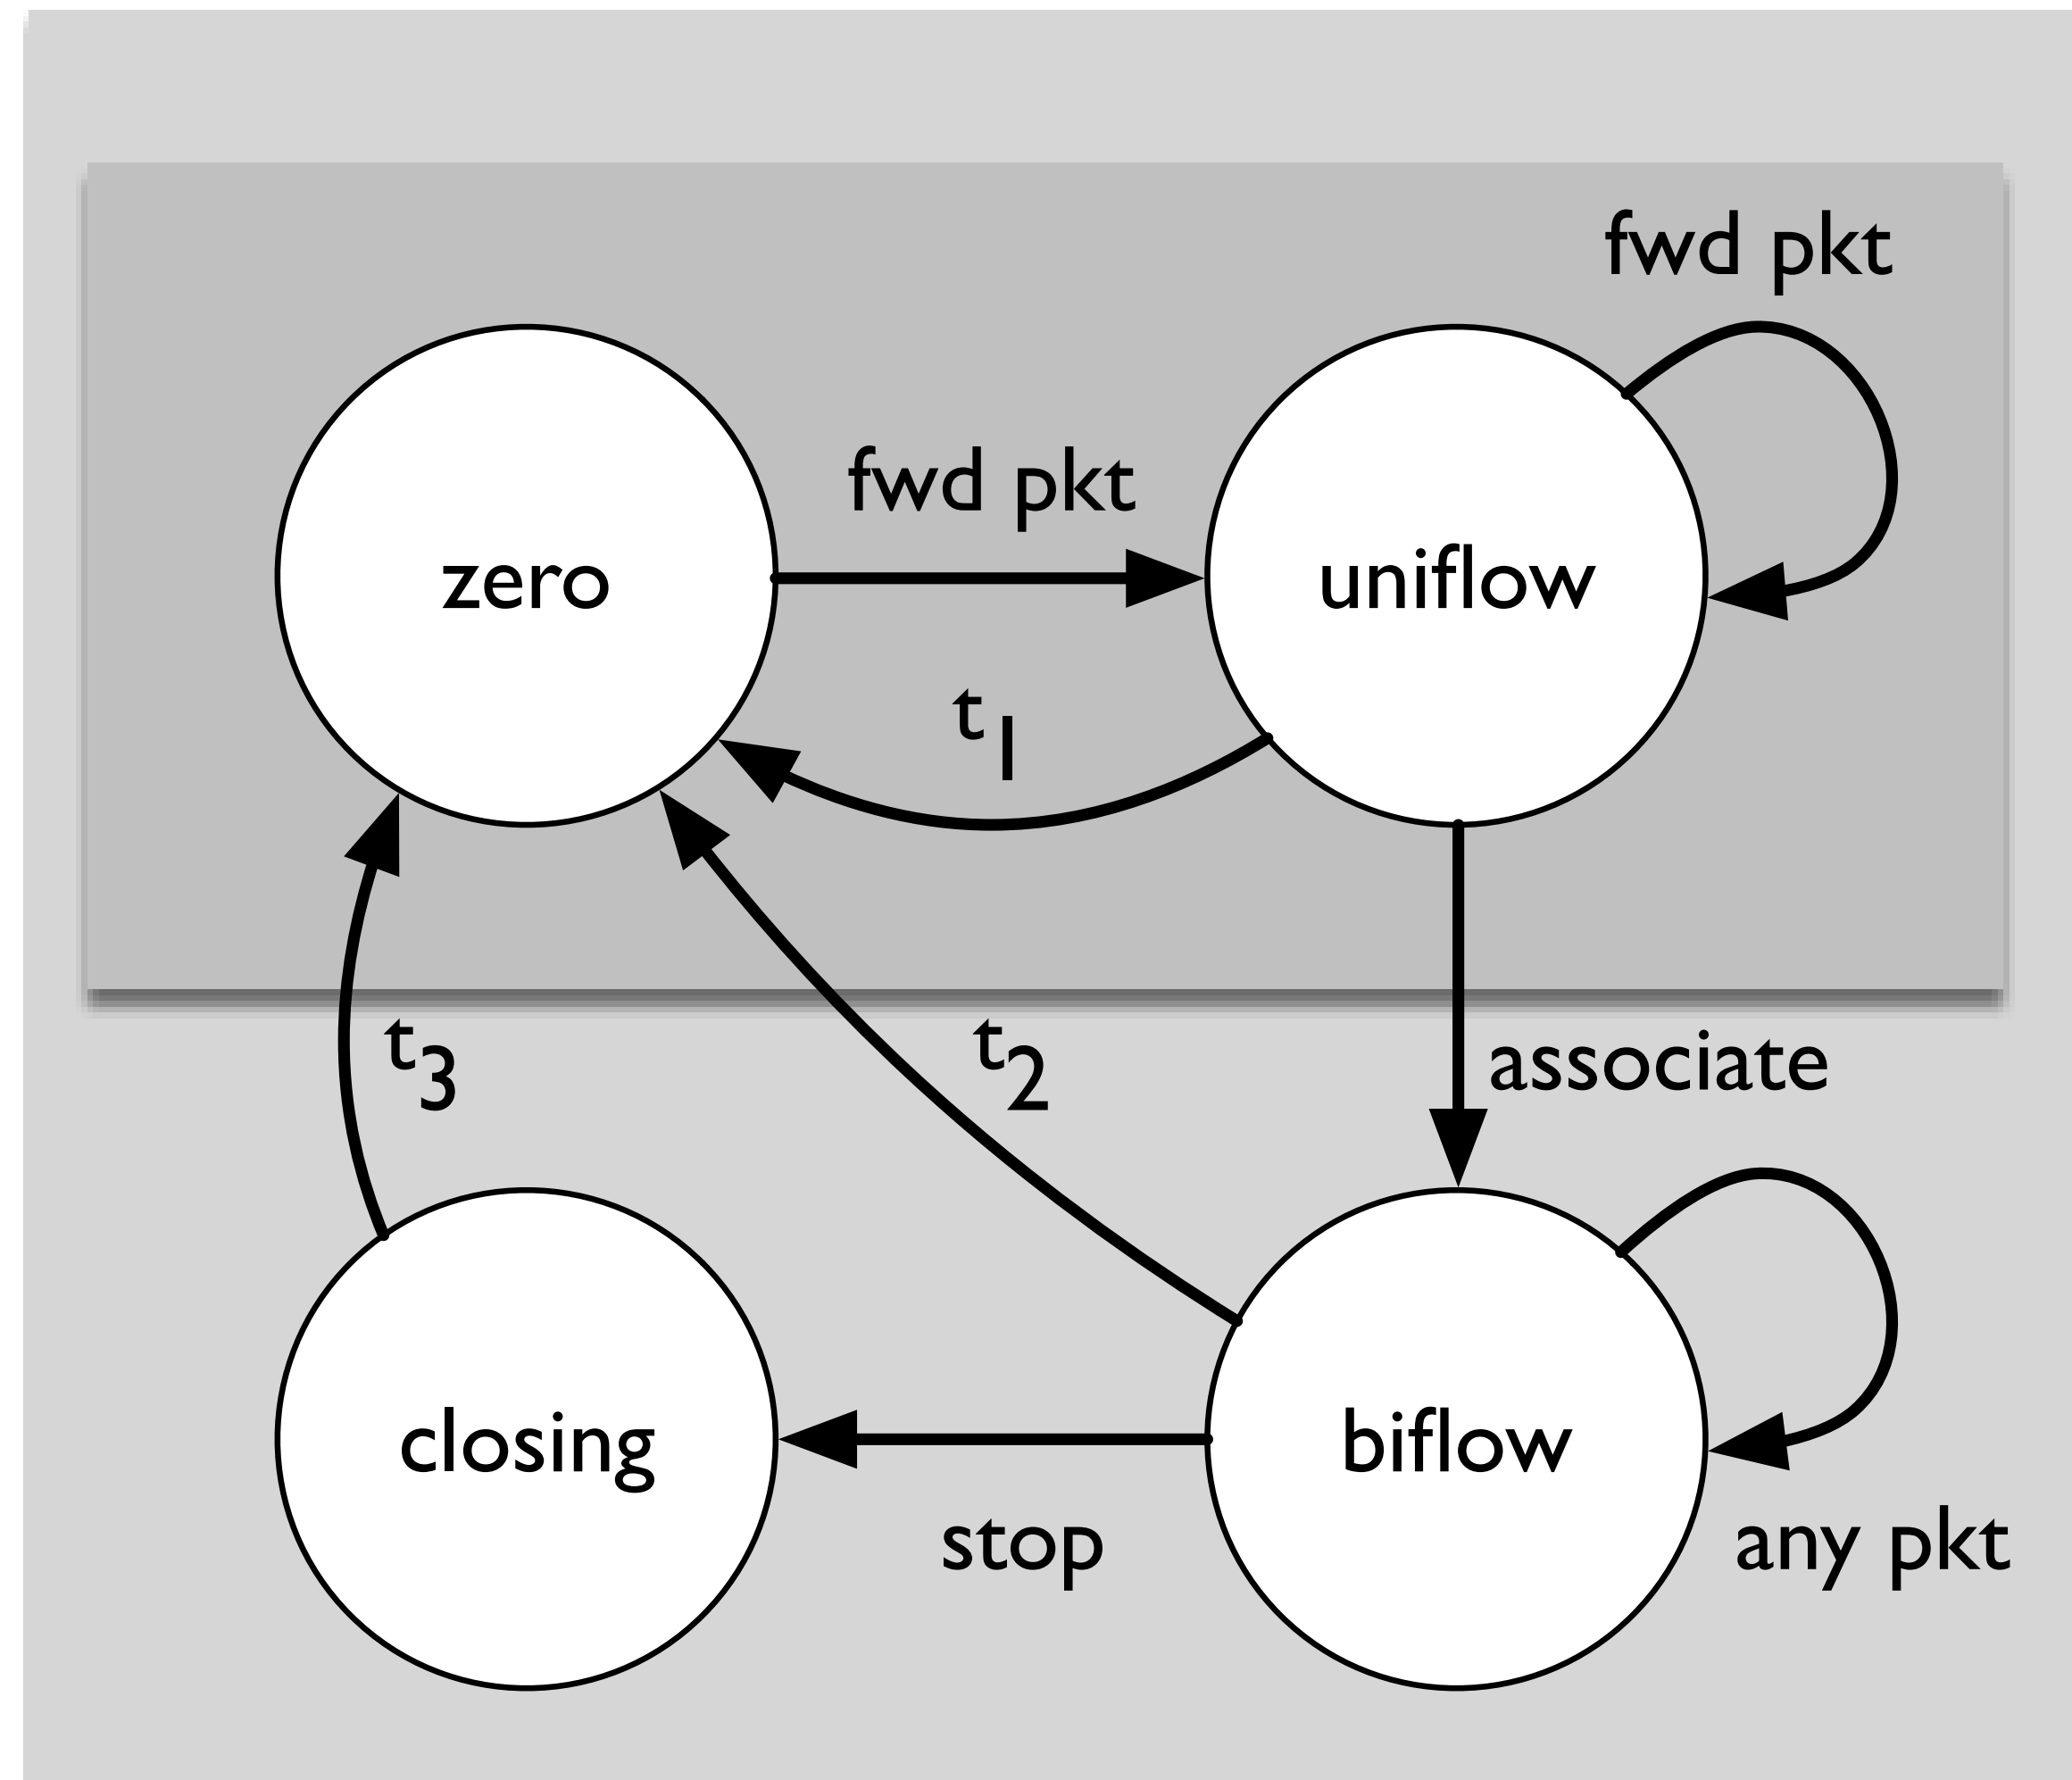 fwd pkt
fwd pkt
zero
uniflow
t1
t3
t2
associate
closing
biflow
stop
any pkt